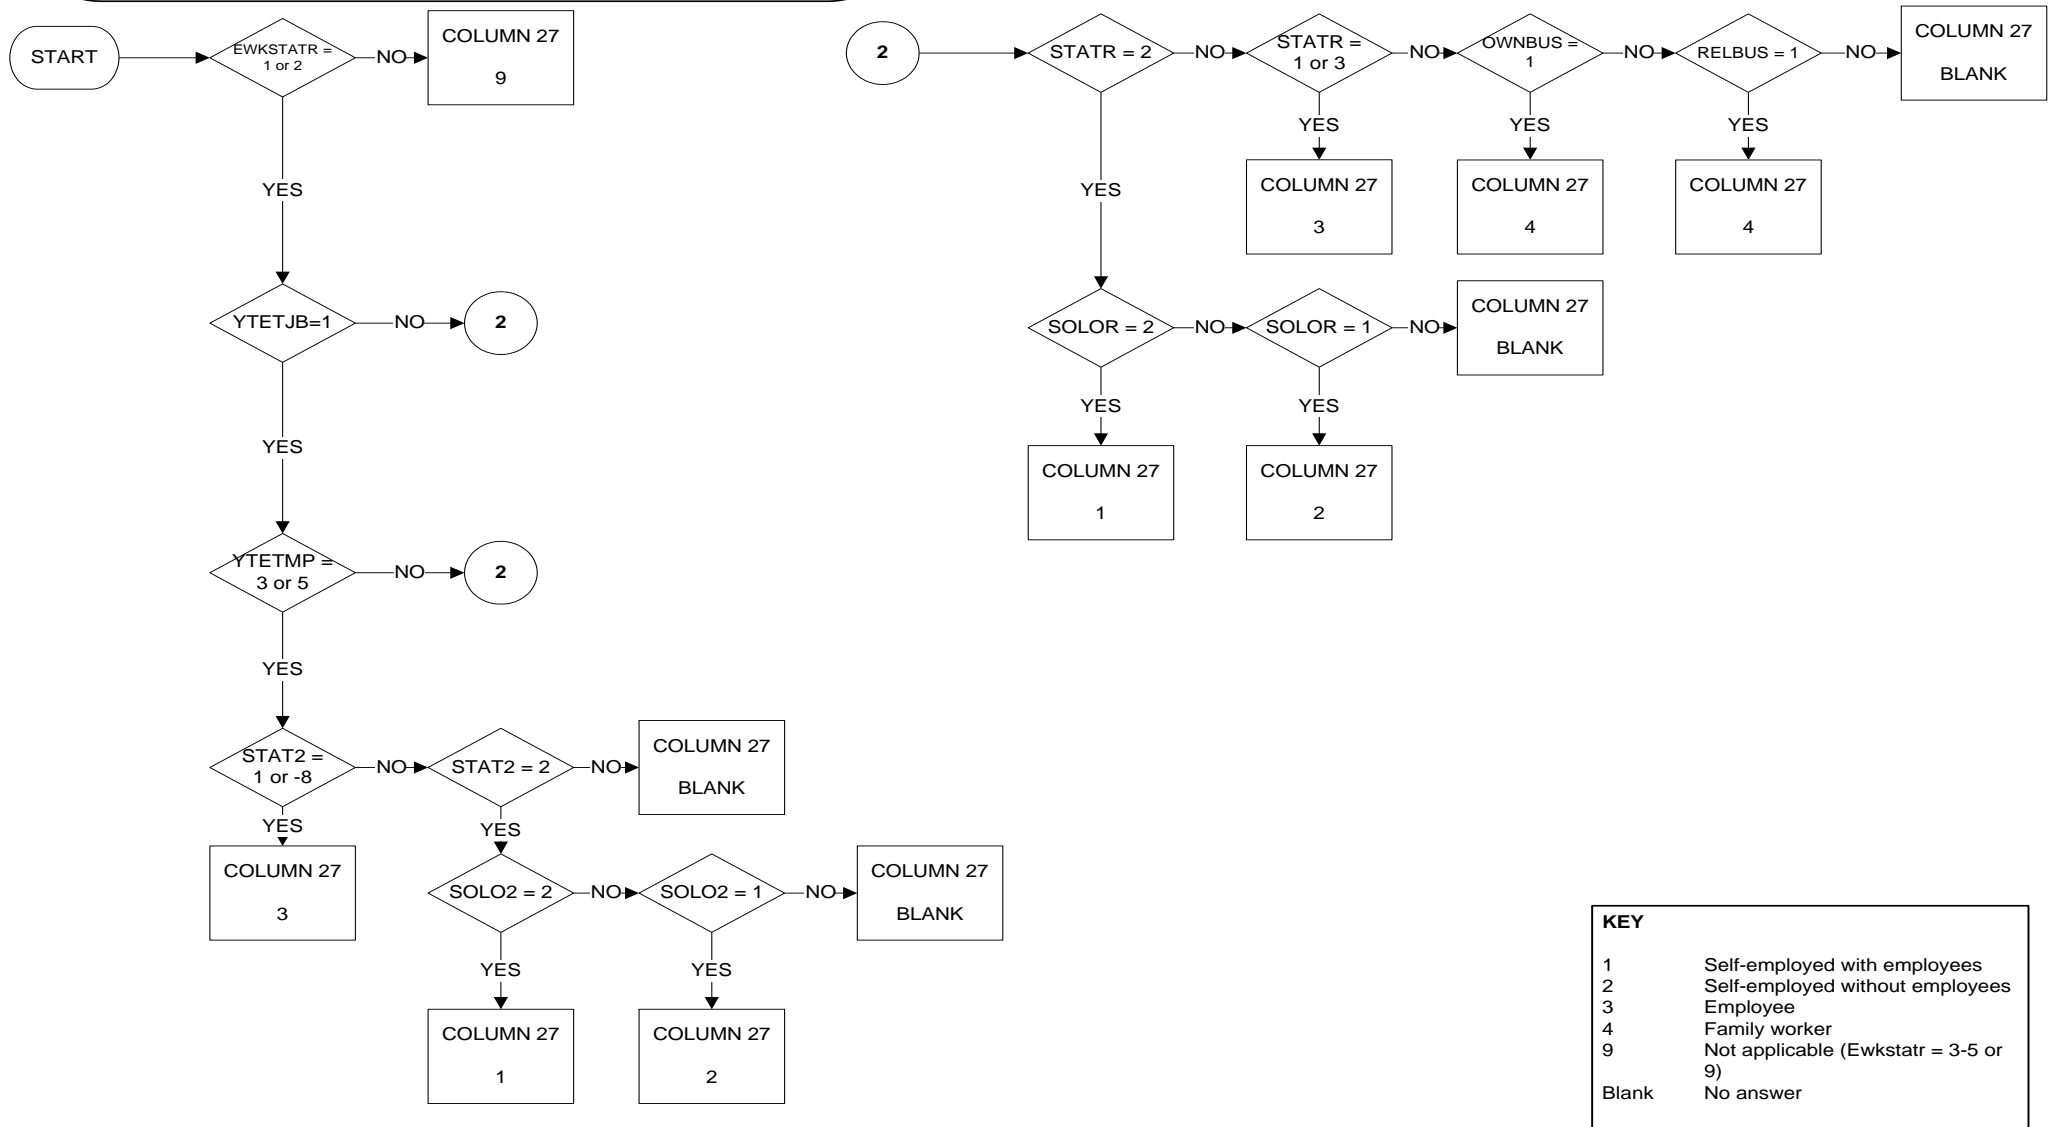 START
EWKSTATR =
1 or 2
NO
COLUMN 27
9
YES
YTETJB=1
NO
2
YES
YTETMP =
3 or 5
NO
2
YES
STAT2 =
1 or -8
NO
STAT2 = 2
NO
COLUMN 27
BLANK
YES
COLUMN 27
3
YES
SOLO2 = 2
NO
SOLO2 = 1
NO
COLUMN 27
BLANK
YES
COLUMN 27
1
YES
COLUMN 27
2
2
STATR = 2
NO
STATR =
1 or 3
NO
OWNBUS =
1
NO
RELBUS = 1
NO
COLUMN 27
BLANK
YES
COLUMN 27
3
YES
COLUMN 27
4
YES
COLUMN 27
4
YES
SOLOR = 2
NO
SOLOR = 1
NO
COLUMN 27
BLANK
YES
COLUMN 27
1
YES
COLUMN 27
2
KEY
1 Self-employed with employees
2 Self-employed without employees
3 Employee
4 Family worker
9 Not applicable (Ewkstatr = 3-5 or
9)
Blank No answer